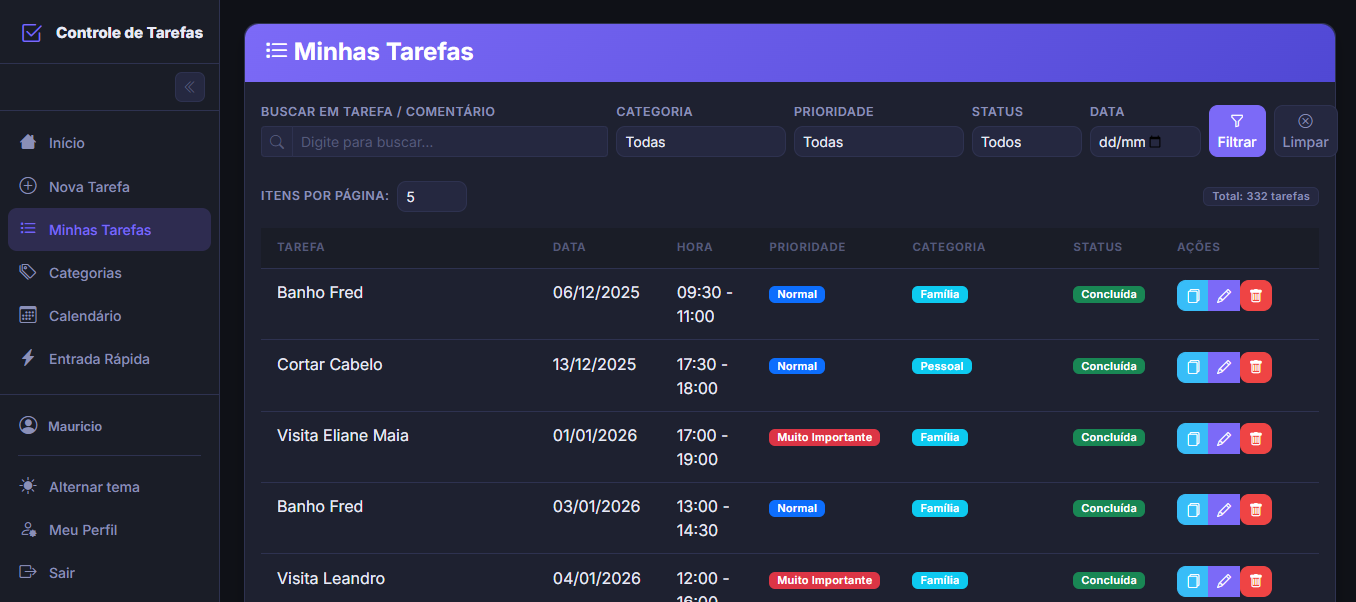 Controle de Tarefas
Início
Nova Tarefa
Minhas Tarefas
Categorias
Calendário
Entrada Rápida
Mauricio
Alternar tema
Meu Perfil
Sair
Minhas Tarefas
BUSCAR EM TAREFA / COMENTÁRIO CATEGORIA PRIORIDADE STATUS DATA
Digite para buscar... Todas Todas Todos dd/mm Filtrar Limpar
ITENS POR PÁGINA: 5 Total: 332 tarefas
TAREFA DATA HORA PRIORIDADE CATEGORIA STATUS AÇÕES
Banho Fred 06/12/2025 09:30 - Normal Família Concluída
11:00
Cortar Cabelo 13/12/2025 17:30 - Normal Pessoal Concluída
18:00
Visita Eliane Maia 01/01/2026 17:00 - Muito Importante Família Concluída
19:00
Banho Fred 03/01/2026 13:00 - Normal Família Concluída
14:30
Visita Leandro 04/01/2026 12:00 - Muito Importante Família Concluída
16:00